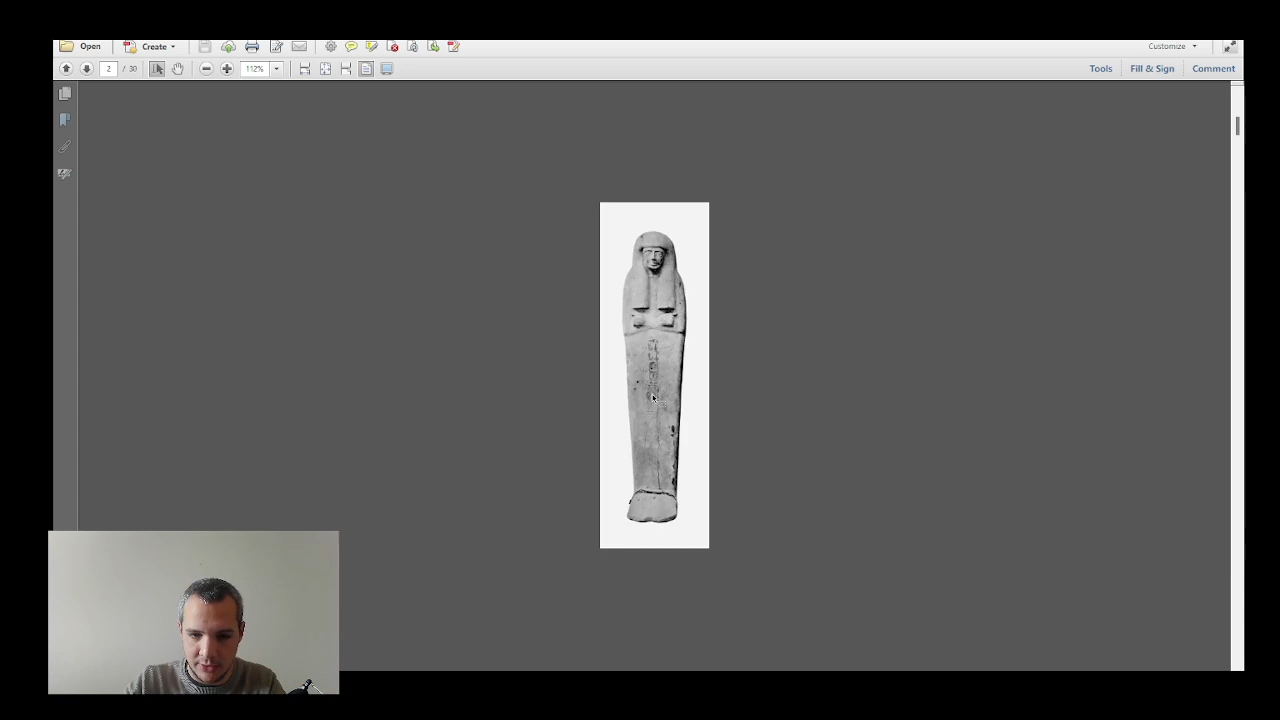 Open
Create
Customize
2 / 30
112%
Tools
Fill & Sign
Comment